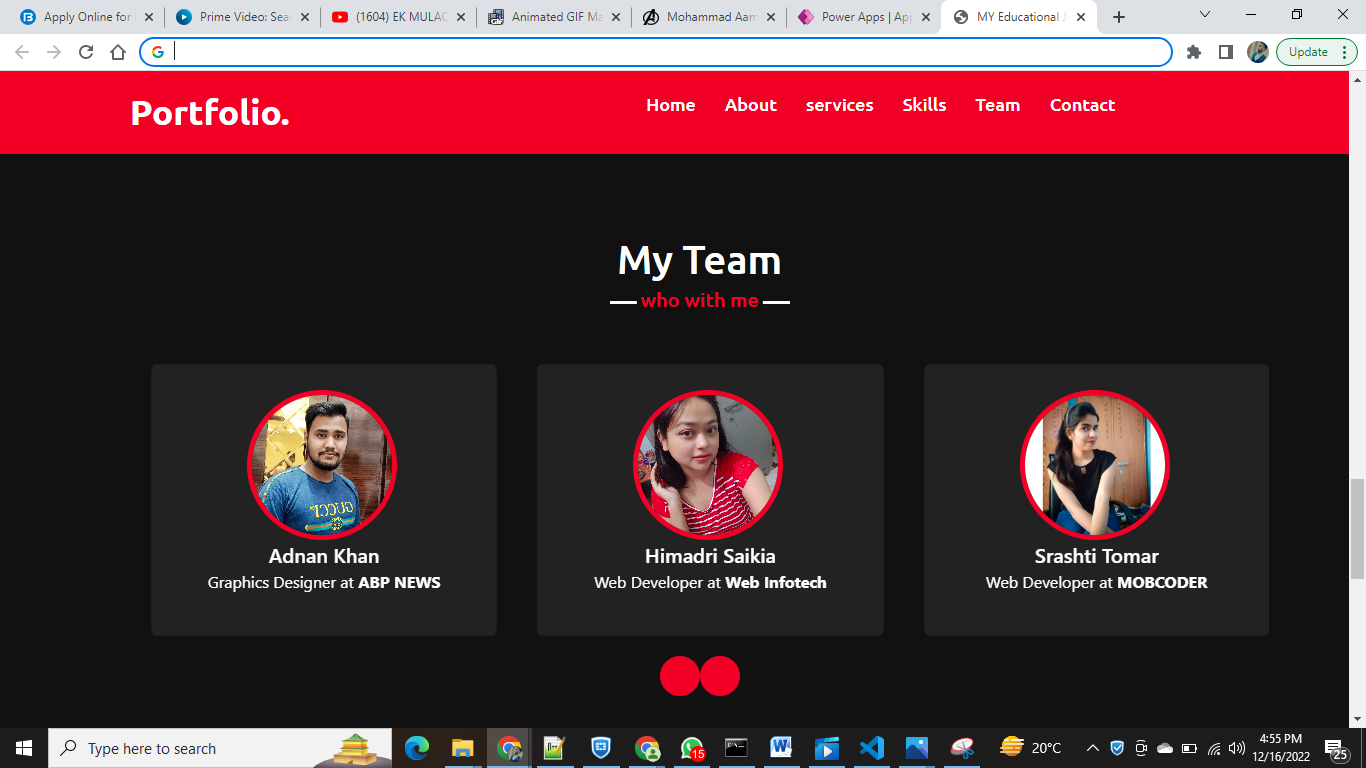 Apply Online for
Prime Video: Sea
(1604) EK MULAC
Animated GIF Ma
Mohammad Aam
Power Apps | App
MY Educational J
Update
Portfolio.
Home About services Skills Team Contact
My Team
who with me
Adnan Khan
Graphics Designer at ABP NEWS
Himadri Saikia
Web Developer at Web Infotech
Srashti Tomar
Web Developer at MOBCODER
Type here to search
15
20°C
4:55 PM
12/16/2022
25